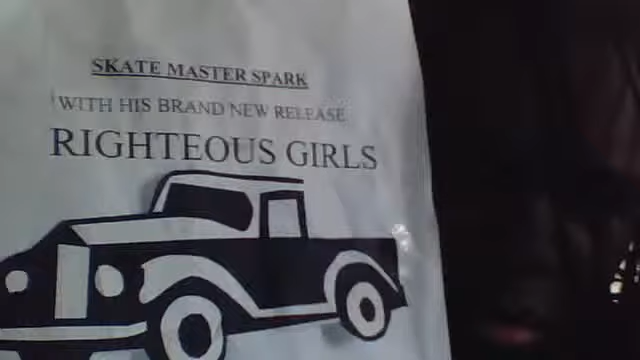 SKATE MASTER SPARK
WITH HIS BRAND NEW RELEASE
RIGHTEOUS GIRLS